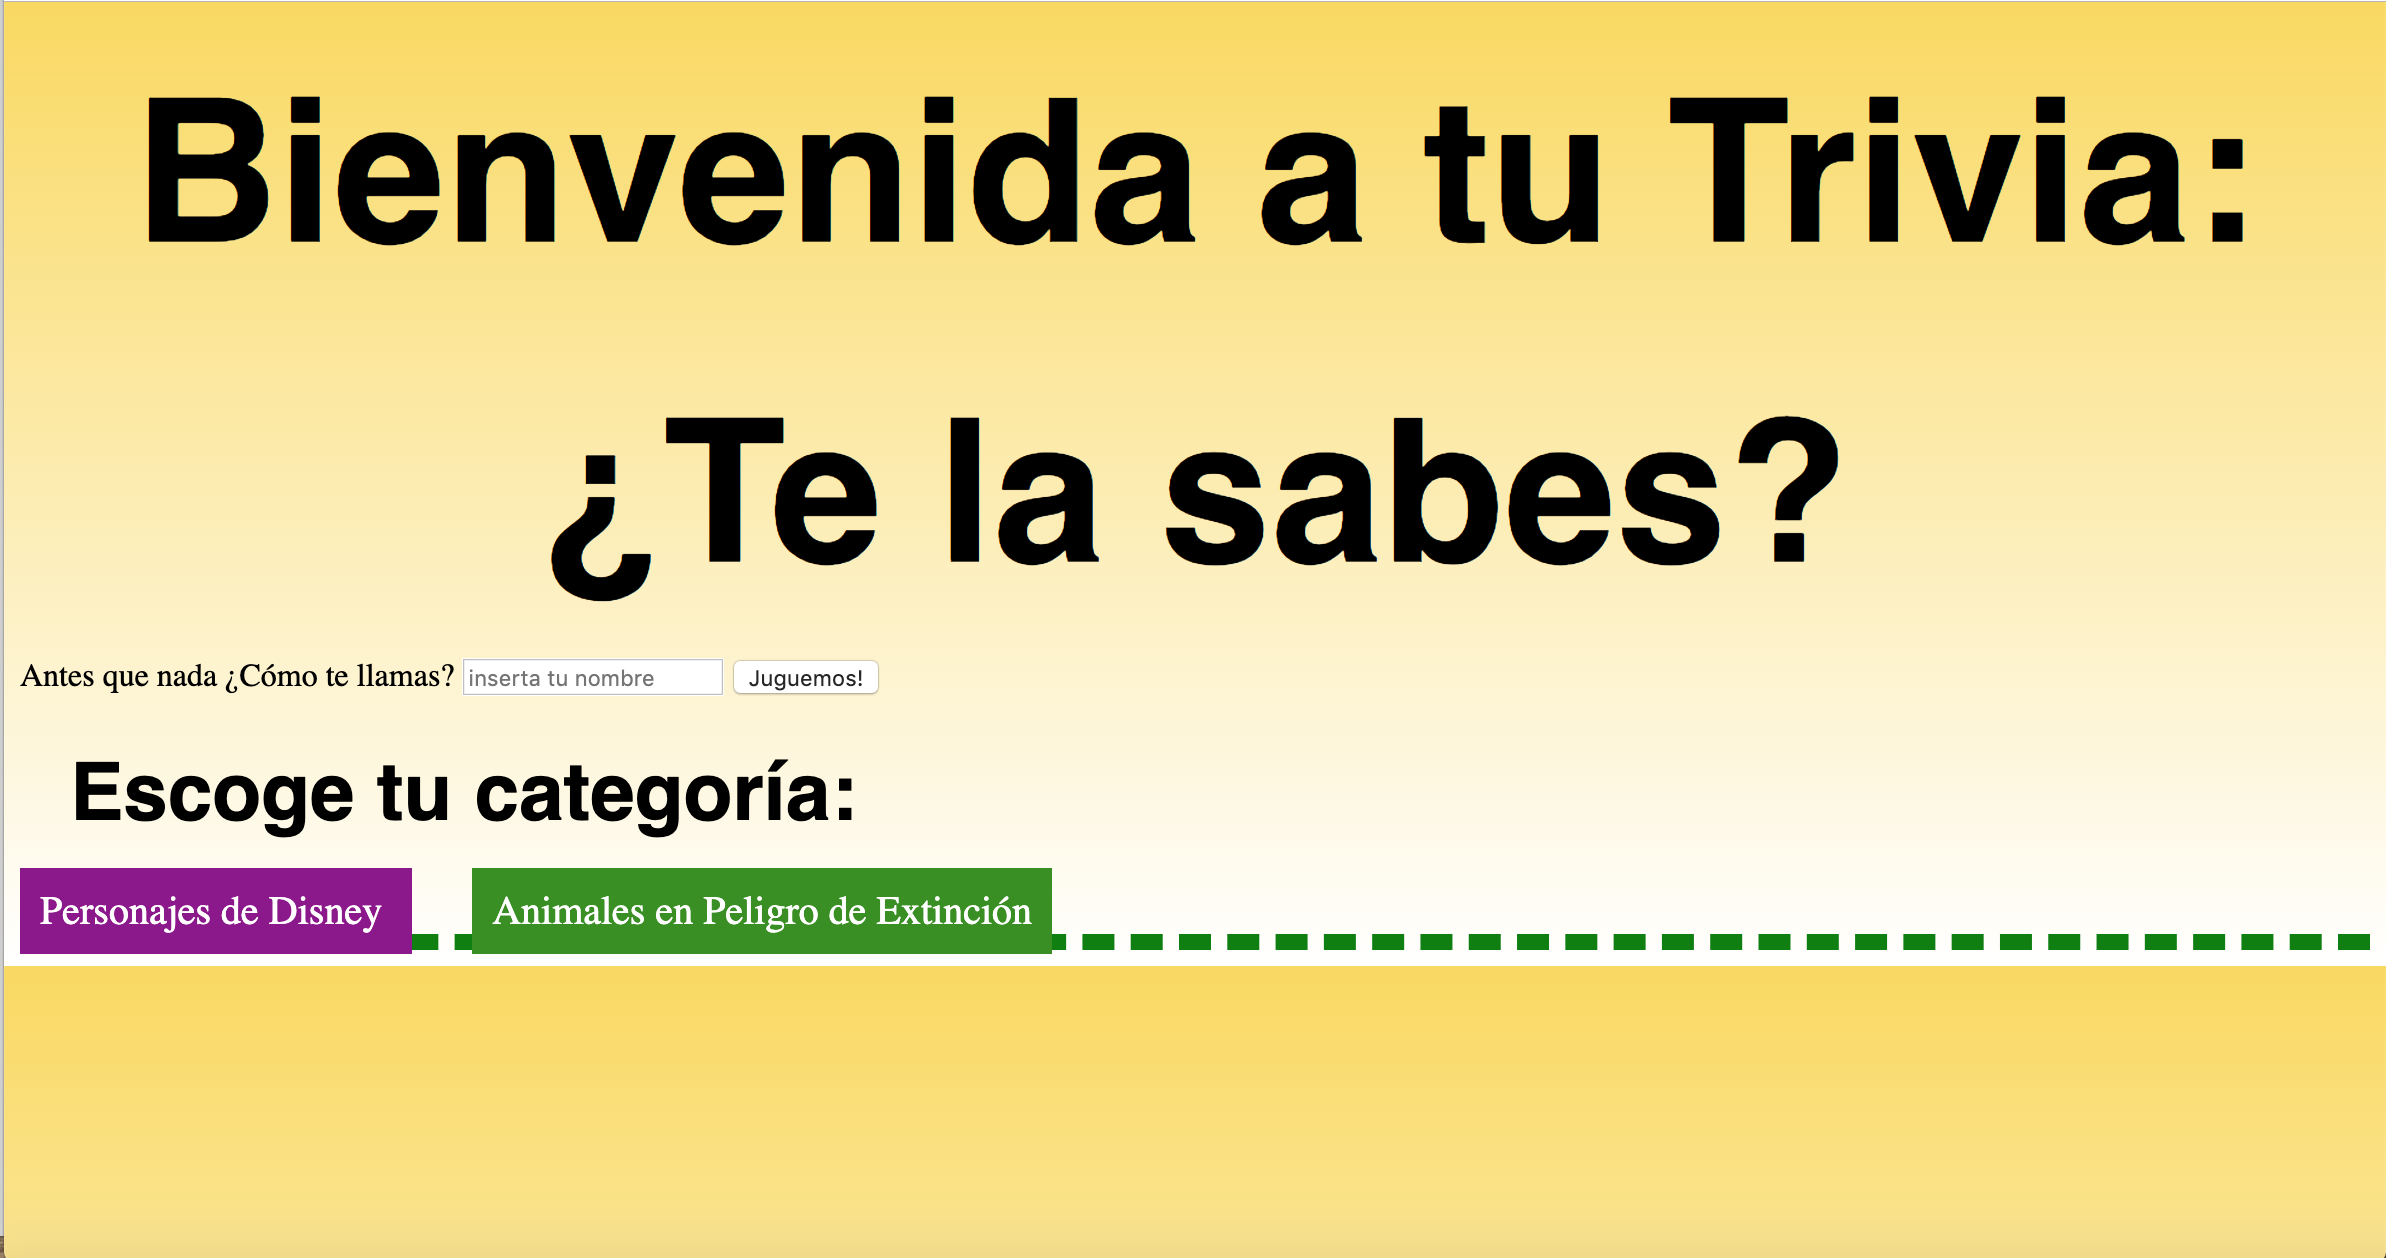 Bienvenida a tu Trivia:
¿Te la sabes?
Antes que nada ¿Cómo te llamas? inserta tu nombre Juguemos!
Escoge tu categoría:
Personajes de Disney Animales en Peligro de Extinción